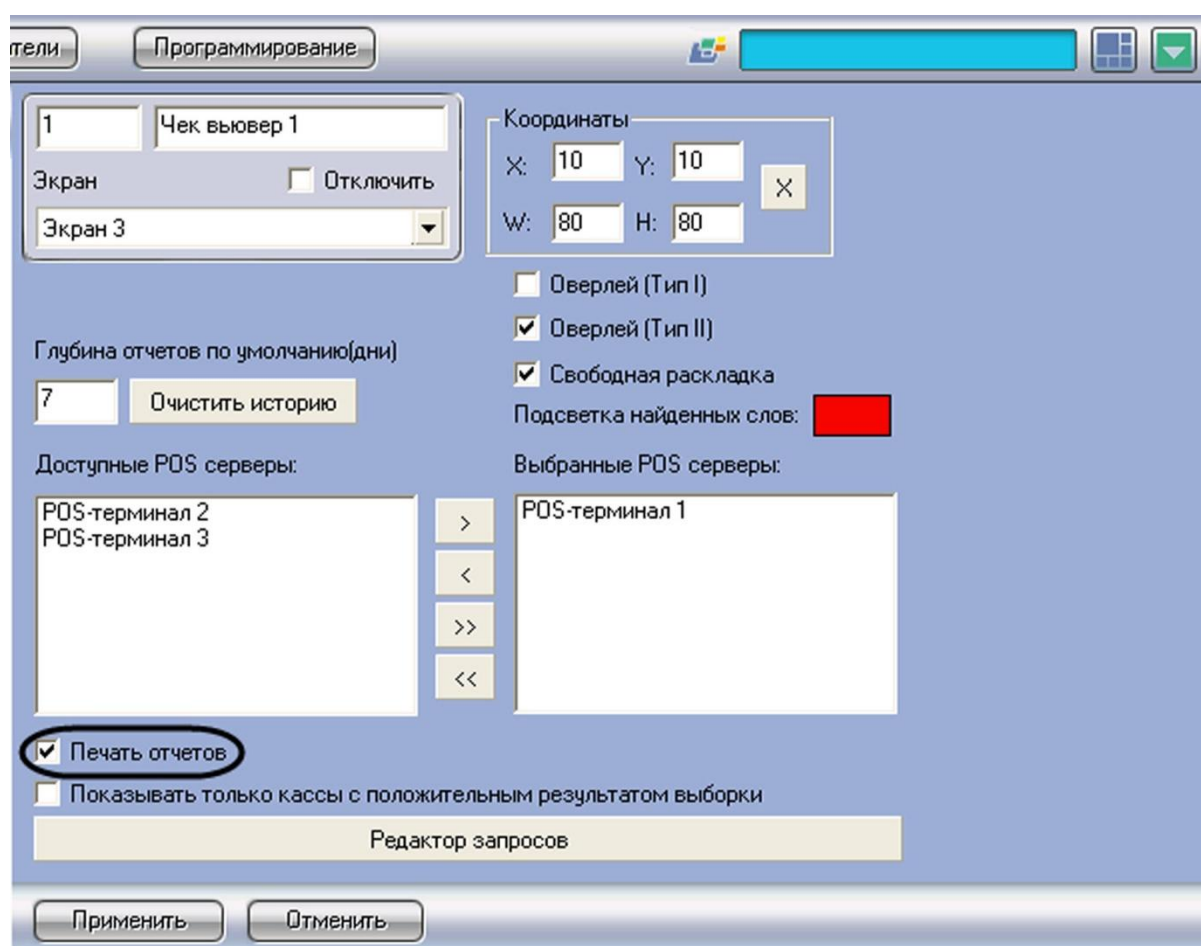 тели
Программирование
1
Чек вьювер 1
Экран
Отключить
Экран 3
Координаты
X: 10 Y: 10
X
W: 80 H: 80
Оверлей (Тип I)
Оверлей (Тип II)
Свободная раскладка
Подсветка найденных слов:
Глубина отчетов по умолчанию(дни)
7
Очистить историю
Доступные POS серверы:
Выбранные POS серверы:
POS-терминал 2
POS-терминал 3
>
<
>>
<<
POS-терминал 1
Печать отчетов
Показывать только кассы с положительным результатом выборки
Редактор запросов
Применить
Отменить